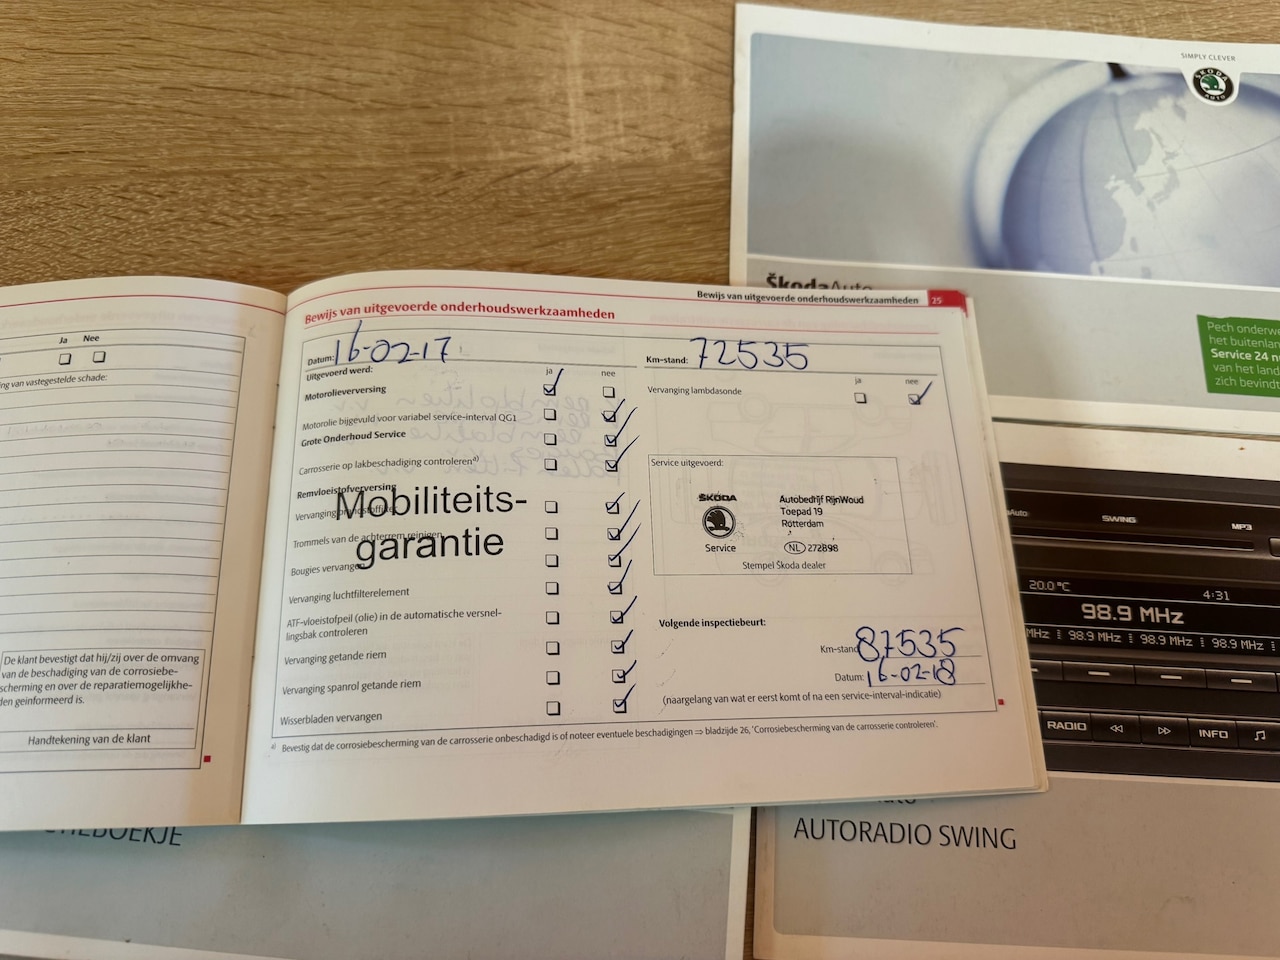 SIMPLY CLEVER
ŠKODA
AUTO
ŠkodaAuto
Pech onderwe
het buitenlan
Service 24 n
van het land
zich bevindt
Ja Nee
ing van vastegestelde schade:
De klant bevestigt dat hij/zij over de omvang
van de beschadiging van de corrosiebe-
scherming en over de reparatiemogelijkhe-
den geinformeerd is.
Handtekening van de klant
Bewijs van uitgevoerde onderhoudswerkzaamheden 25
Bewijs van uitgevoerde onderhoudswerkzaamheden
Datum: 16-02-17
Km-stand: 72535
Uitgevoerd werd: ja nee
Motorolieverversing
Motorolie bijgevuld voor variabel service-interval QG1
Grote Onderhoud Service
Carrosserie op lakbeschadiging controleren a)
Remvloeistofverversing
Vervanging brandstoffilter
Mobiliteits-
garantie
Trommels van de achterrem reinigen
Bougies vervangen
Vervanging luchtfilterelement
ATF-vloeistofpeil (olie) in de automatische versnel-
lingsbak controleren
Vervanging getande riem
Vervanging spanrol getande riem
Wisserbladen vervangen
ja nee
Vervanging lambdasonde
Service uitgevoerd:
ŠKODA
Service
Autobedrijf RijnWoud
Toepad 19
Rotterdam
NL 272898
Stempel Škoda dealer
Volgende inspectiebeurt:
Km-stand 87535
Datum: 16-02-18
(naargelang van wat er eerst komt of na een service-interval-indicatie)
a) Bevestig dat de corrosiebescherming van de carrosserie onbeschadigd is of noteer eventuele beschadigingen ⇒ bladzijde 26, 'Corrosiebescherming van de carrosserie controleren'.
SWING MP3
20.0 °C 4:31
98.9 MHz
MHz 98.9 MHz 98.9 MHz 98.9 M
RADIO INFO
AUTORADIO SWING
CHEBOEKJE